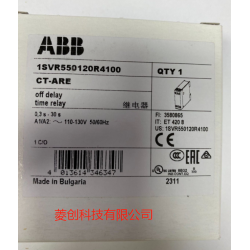 ABB
1SVR550120R4100
CT-ARE
QTY 1
off delay
time relay
继电器
0,3 s - 30 s
A1/A2: ~ 110-130V 50/60Hz
FI: 3580865
IT: ET 420 B
US: 1SVR550120R4100
1 C/O
4 013614 346347
EAC
Made in Bulgaria
2311
菱创科技有限公司